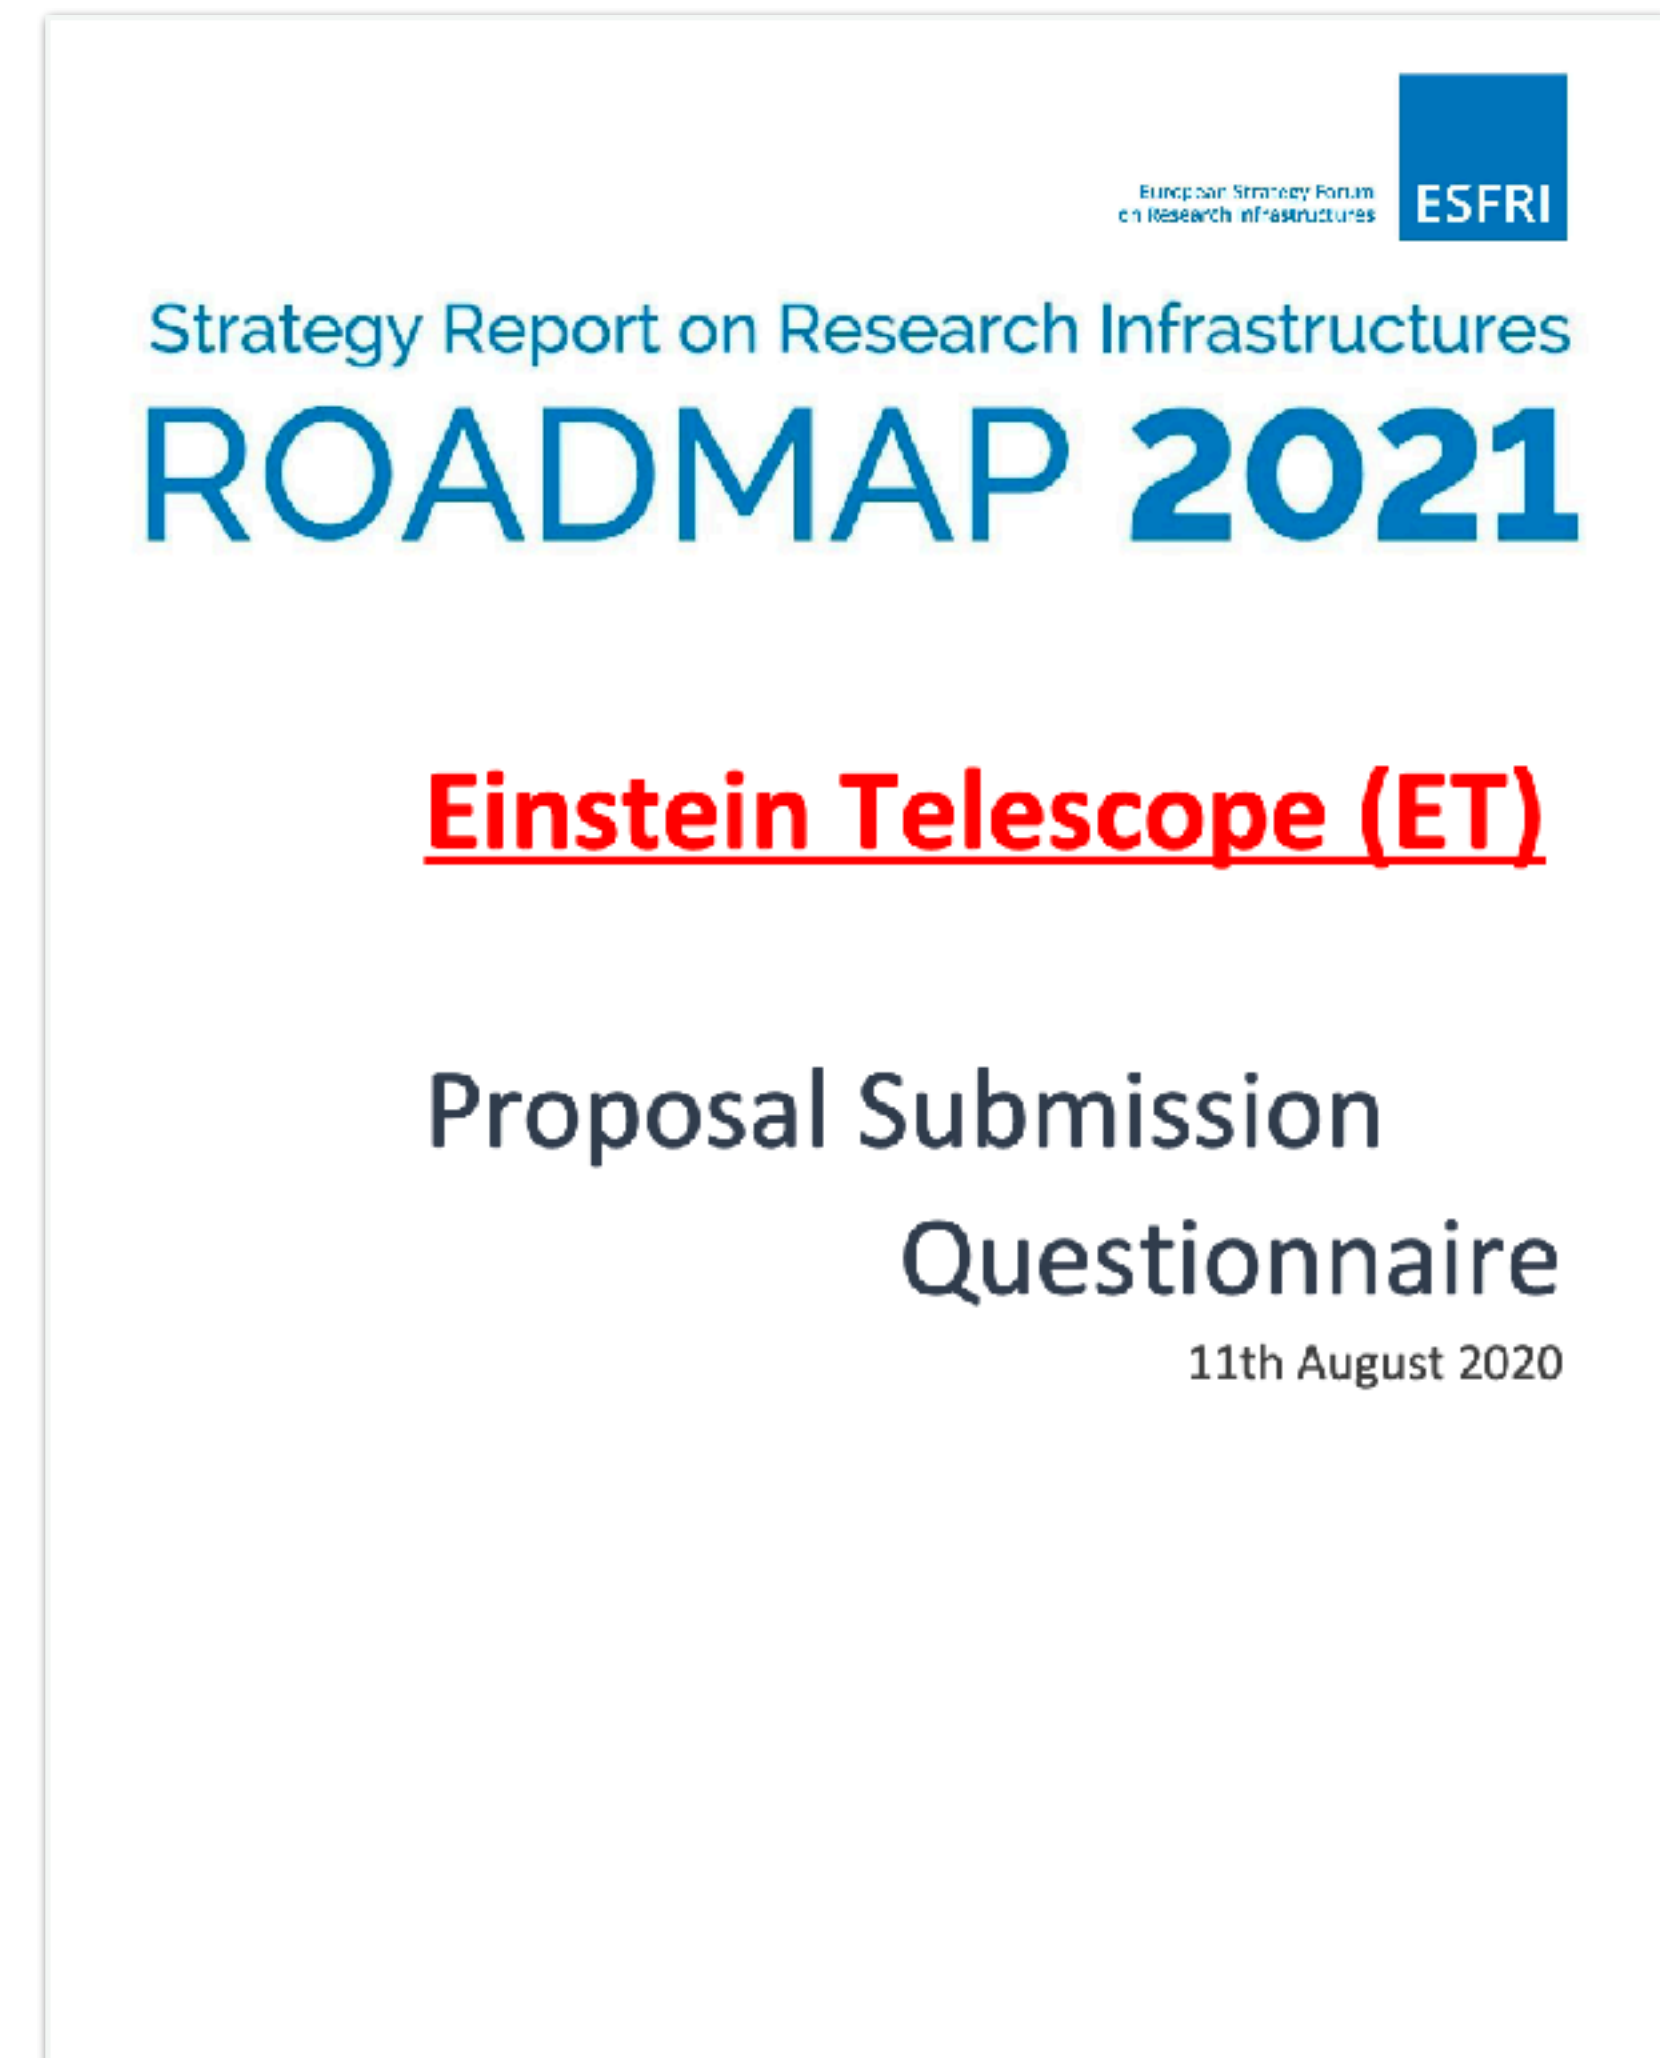 European Strategy Forum
on Research Infrastructures
ESFRI
Strategy Report on Research Infrastructures
ROADMAP 2021
Einstein Telescope (ET)
Proposal Submission
Questionnaire
11th August 2020